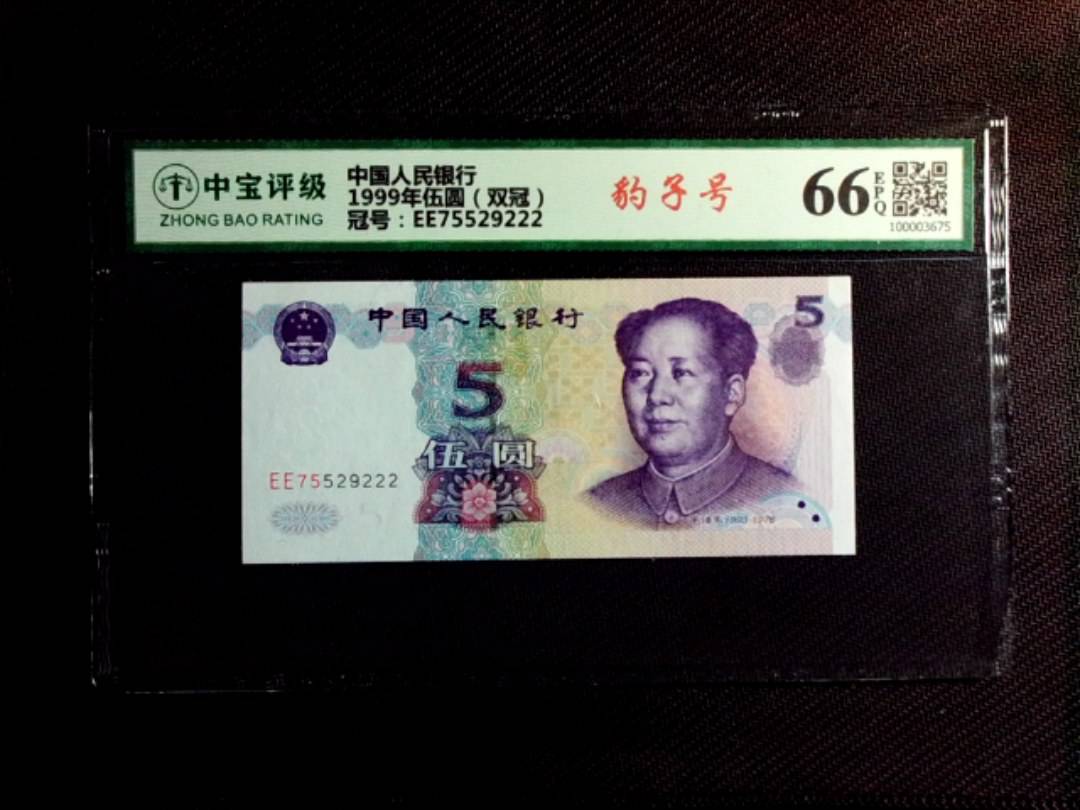 中宝评级
ZHONG BAO RATING
中国人民银行
1999年伍圆(双冠)
冠号:EE75529222
豹子号
66
EPQ
100003675
中国人民银行
5
5
伍圆
EE75529222